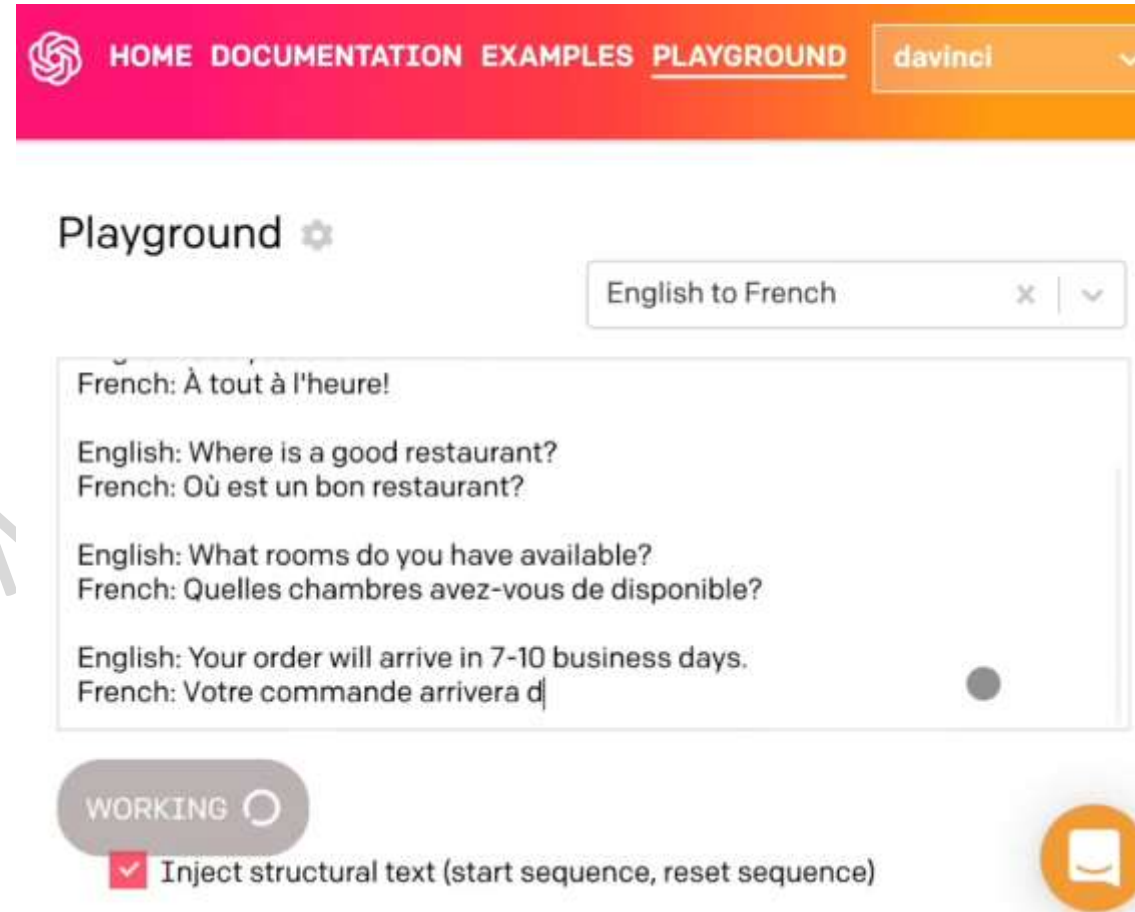 HOME DOCUMENTATION EXAMPLES PLAYGROUND davinci
Playground
English to French
French: À tout à l'heure!
English: Where is a good restaurant?
French: Où est un bon restaurant?
English: What rooms do you have available?
French: Quelles chambres avez-vous de disponible?
English: Your order will arrive in 7-10 business days.
French: Votre commande arrivera d
WORKING
Inject structural text (start sequence, reset sequence)